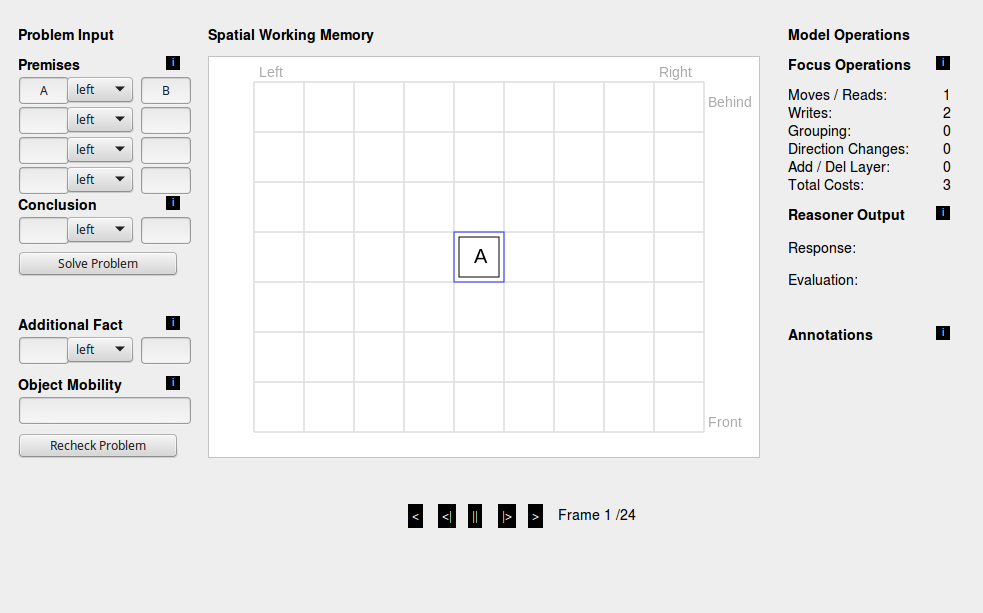 Problem Input
Premises i
A left B
left
left
left
Conclusion i
left
Solve Problem
Additional Fact i
left
Object Mobility i
Recheck Problem
Spatial Working Memory
Left Right
Behind
A
Front
< <| || |> > Frame 1 /24
Model Operations
Focus Operations i
Moves / Reads: 1
Writes: 2
Grouping: 0
Direction Changes: 0
Add / Del Layer: 0
Total Costs: 3
Reasoner Output i
Response:
Evaluation:
Annotations i